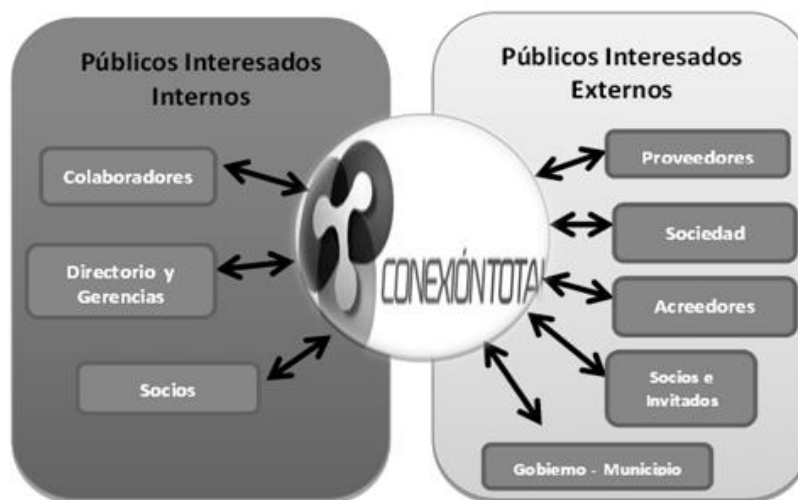 Públicos Interesados
Internos
Colaboradores
Directorio y
Gerencias
Socios
CONEXIÓNTOTAL
Públicos Interesados
Externos
Proveedores
Sociedad
Acreedores
Socios e
Invitados
Gobierno - Municipio